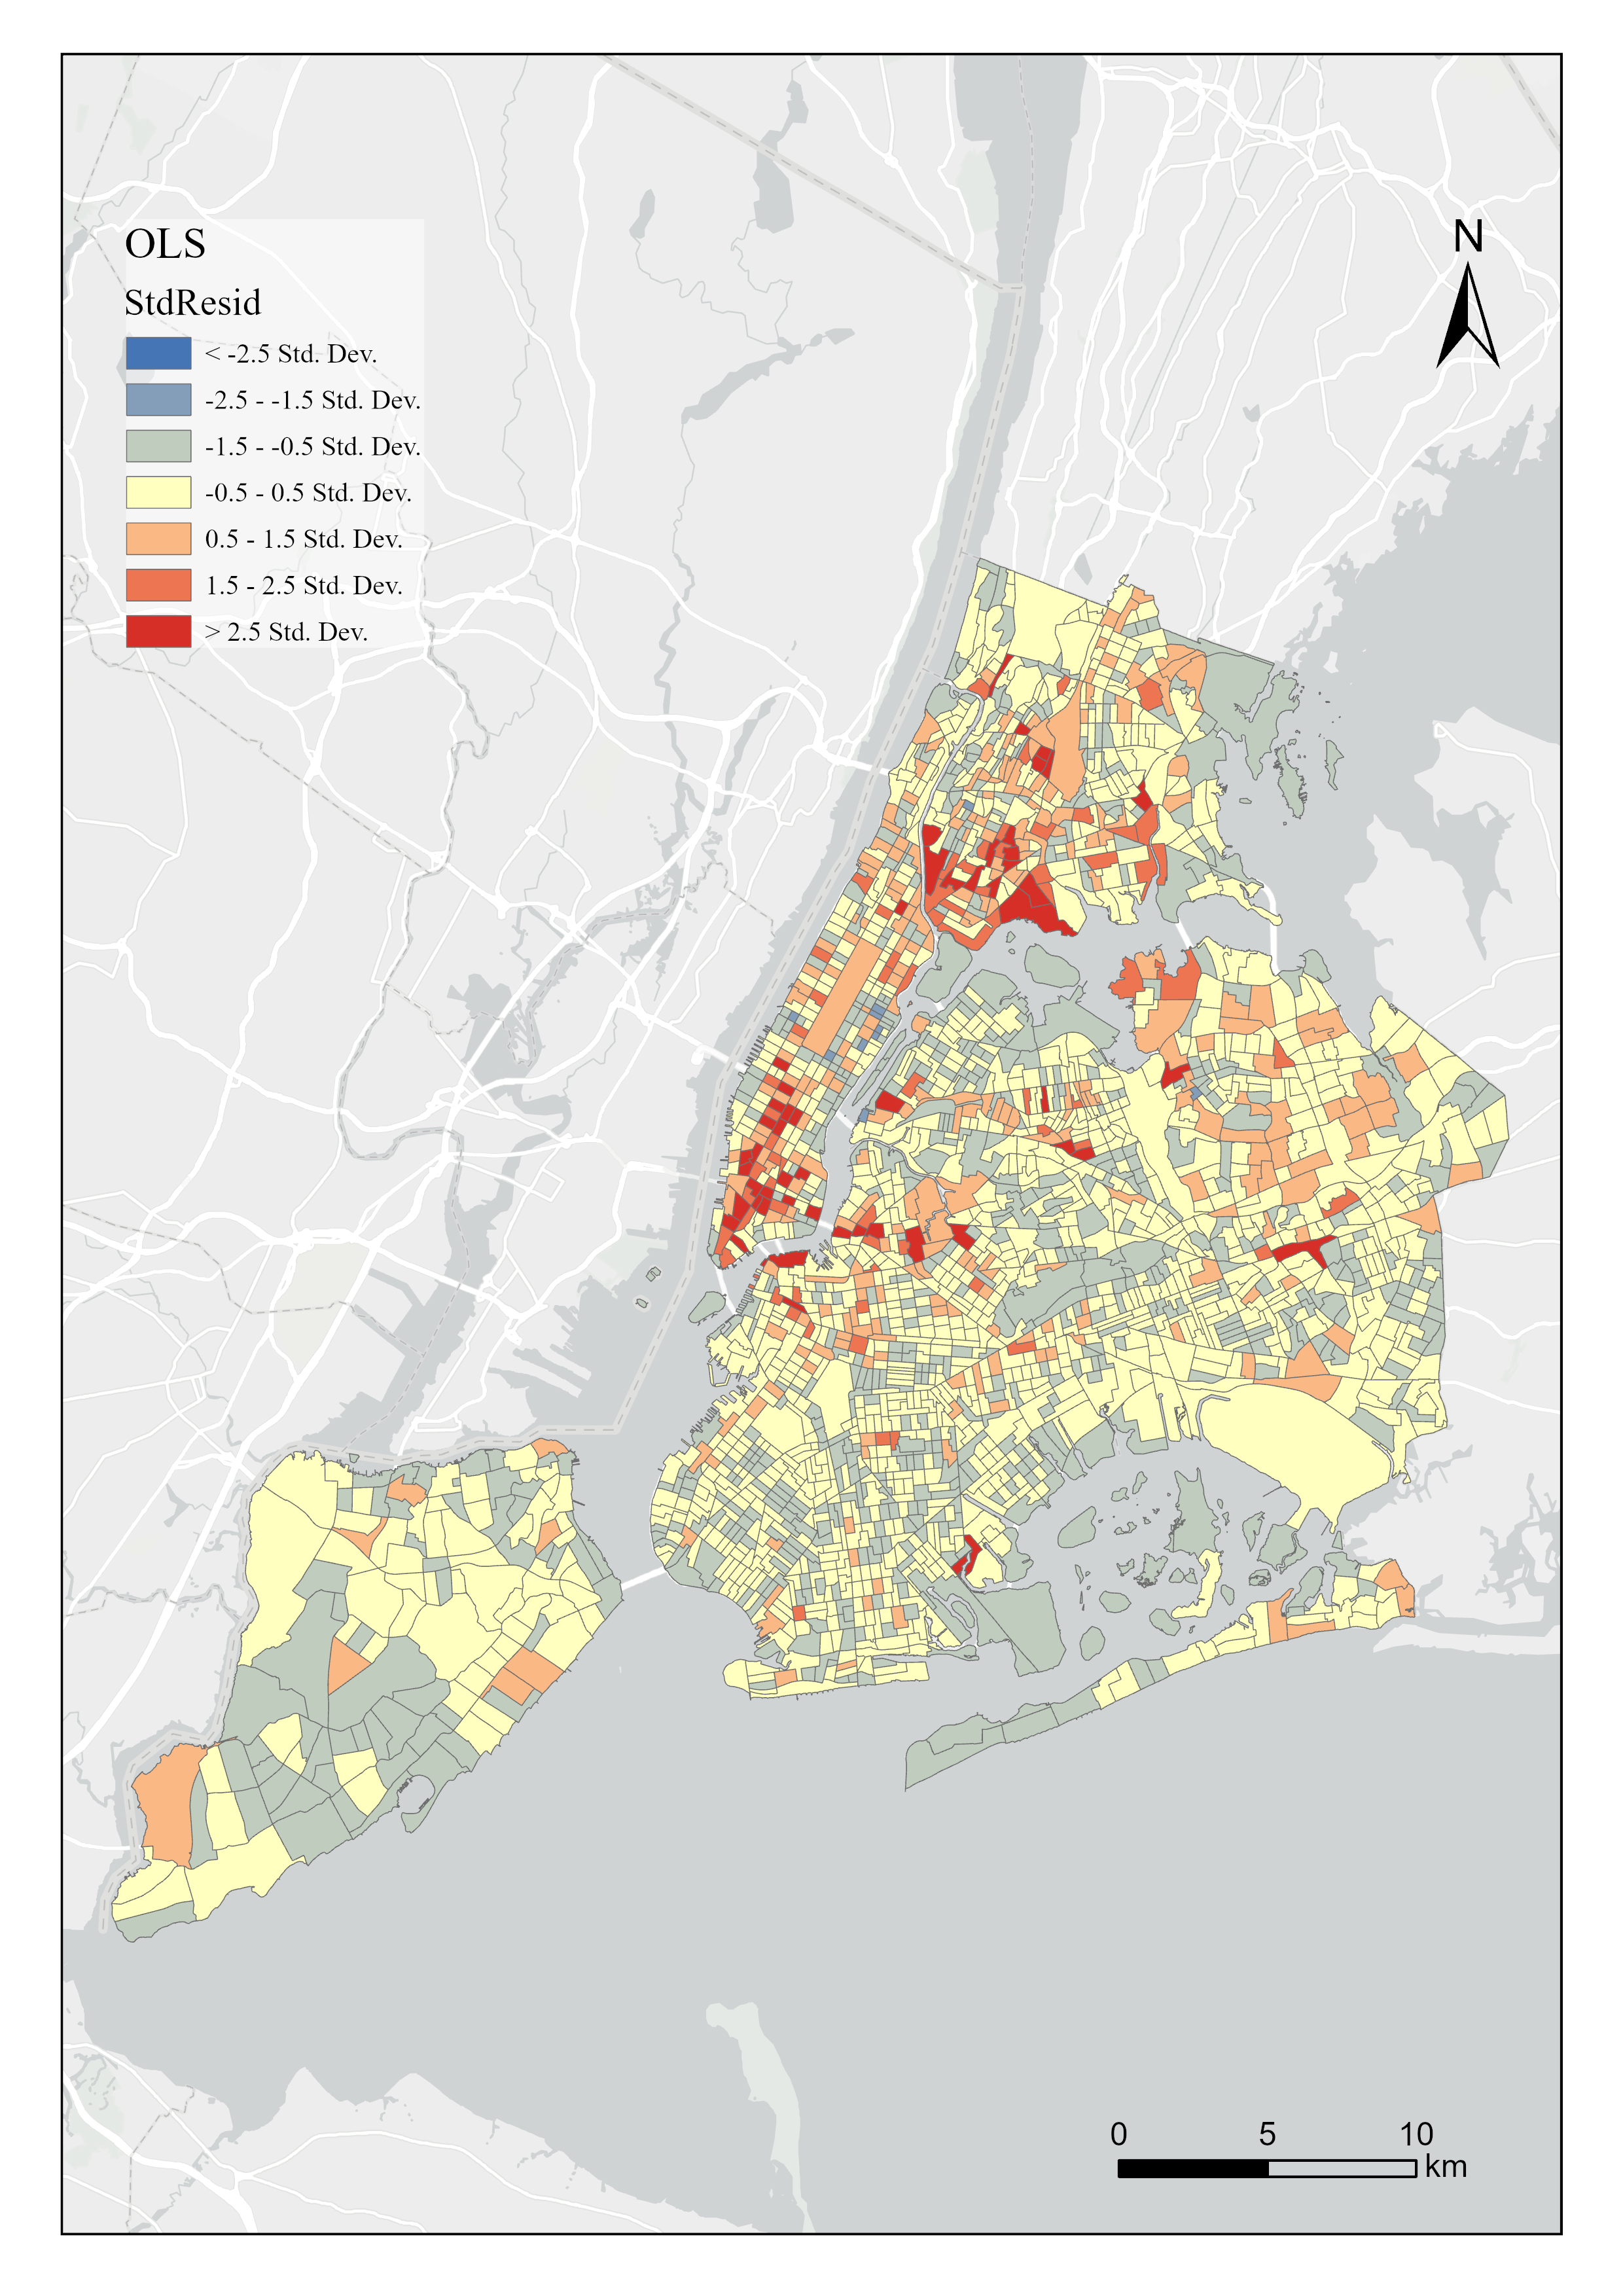 OLS
StdResid
< -2.5 Std. Dev.
-2.5 - -1.5 Std. Dev.
-1.5 - -0.5 Std. Dev.
-0.5 - 0.5 Std. Dev.
0.5 - 1.5 Std. Dev.
1.5 - 2.5 Std. Dev.
> 2.5 Std. Dev.
N
0 5 10
km